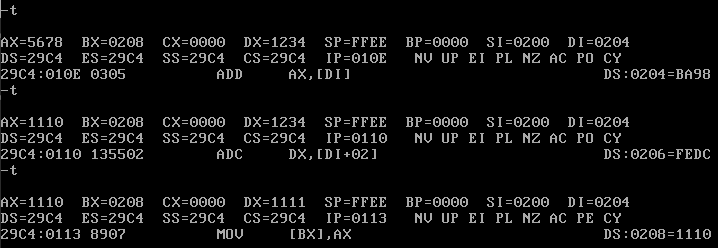 -t
AX=5678  BX=0208  CX=0000  DX=1234  SP=FFEE  BP=0000  SI=0200  DI=0204
DS=29C4  ES=29C4  SS=29C4  CS=29C4  IP=010E   NV UP EI PL NZ AC PO CY
29C4:010E 0305          ADD     AX,[DI]                            DS:0204=BA98
-t
AX=1110  BX=0208  CX=0000  DX=1234  SP=FFEE  BP=0000  SI=0200  DI=0204
DS=29C4  ES=29C4  SS=29C4  CS=29C4  IP=0110   NV UP EI PL NZ AC PO CY
29C4:0110 135502        ADC     DX,[DI+02]                         DS:0206=FEDC
-t
AX=1110  BX=0208  CX=0000  DX=1111  SP=FFEE  BP=0000  SI=0200  DI=0204
DS=29C4  ES=29C4  SS=29C4  CS=29C4  IP=0113   NV UP EI PL NZ AC PE CY
29C4:0113 8907          MOV     [BX],AX                            DS:0208=1110